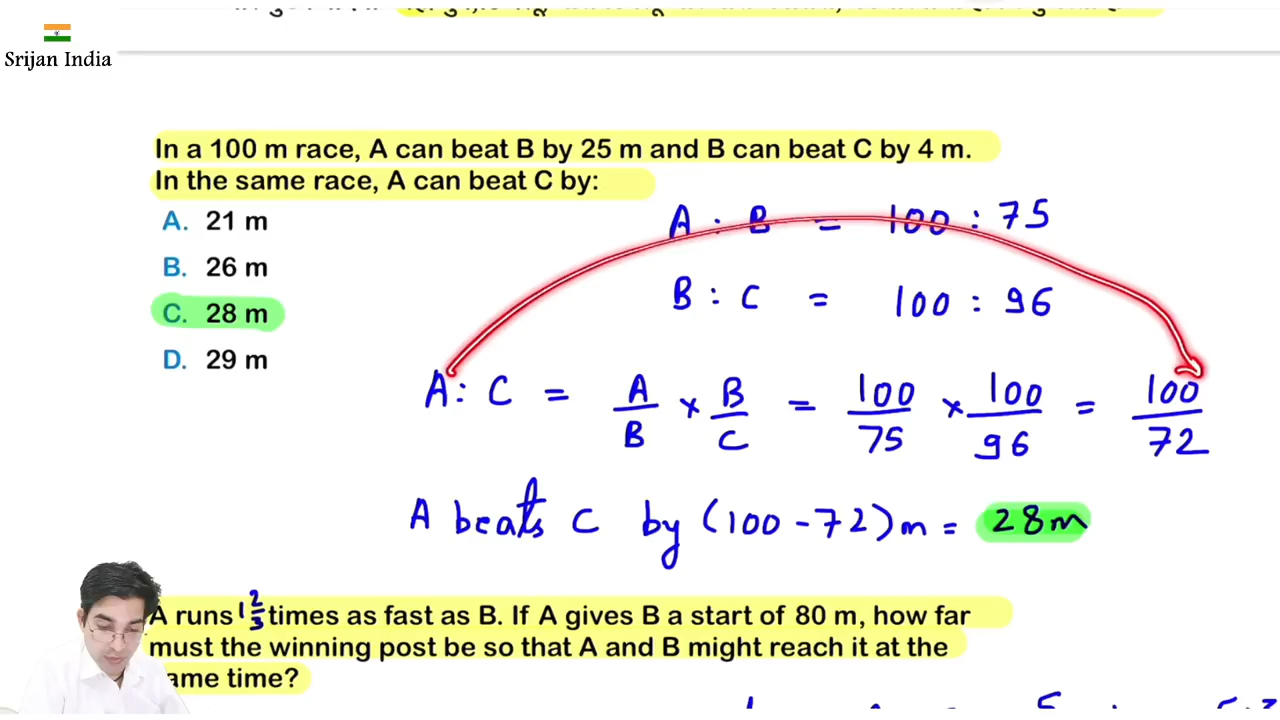 Srijan India
In a 100 m race, A can beat B by 25 m and B can beat C by 4 m.
In the same race, A can beat C by:
A. 21 m
B. 26 m
C. 28 m
D. 29 m
A : B = 100 : 75
B : C = 100 : 96
A : C = A/B × B/C = 100/75 × 100/96 = 100/72
A beats C by (100 - 72) m = 28m
A runs 1 2/3 times as fast as B. If A gives B a start of 80 m, how far
must the winning post be so that A and B might reach it at the
same time?